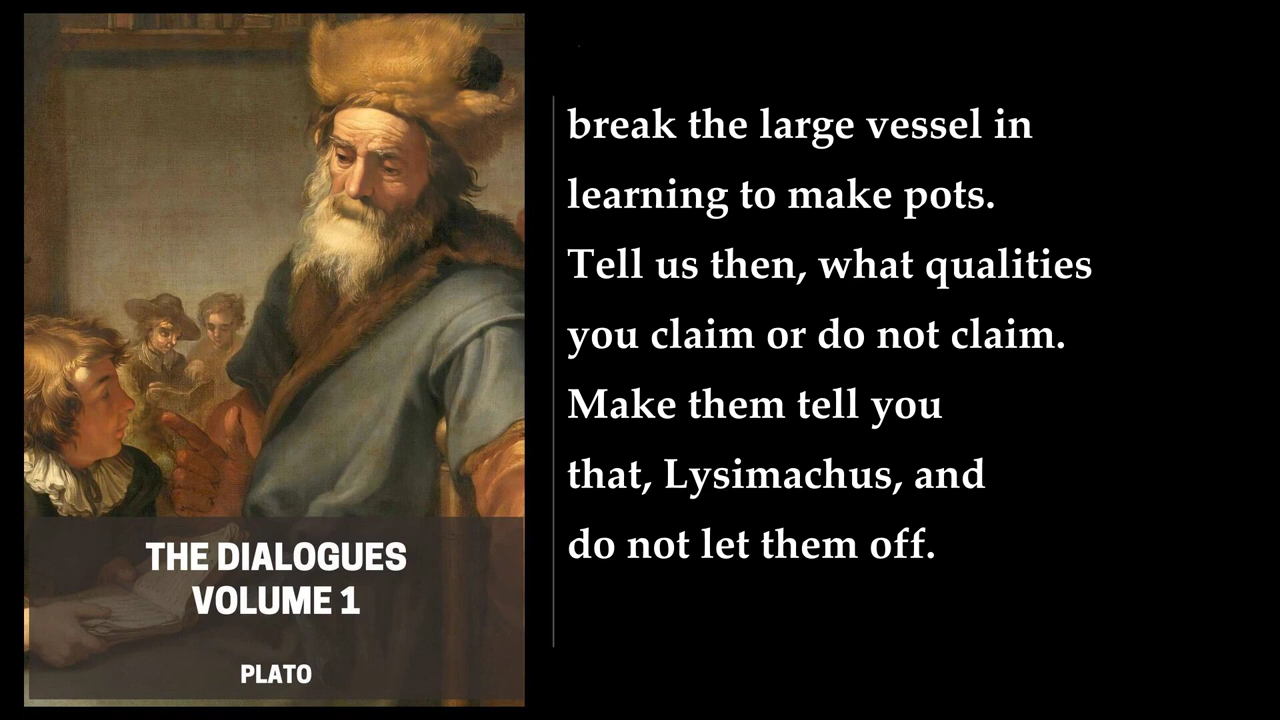 break the large vessel in
learning to make pots.
Tell us then, what qualities
you claim or do not claim.
Make them tell you
that, Lysimachus, and
do not let them off.
THE DIALOGUES
VOLUME 1
PLATO